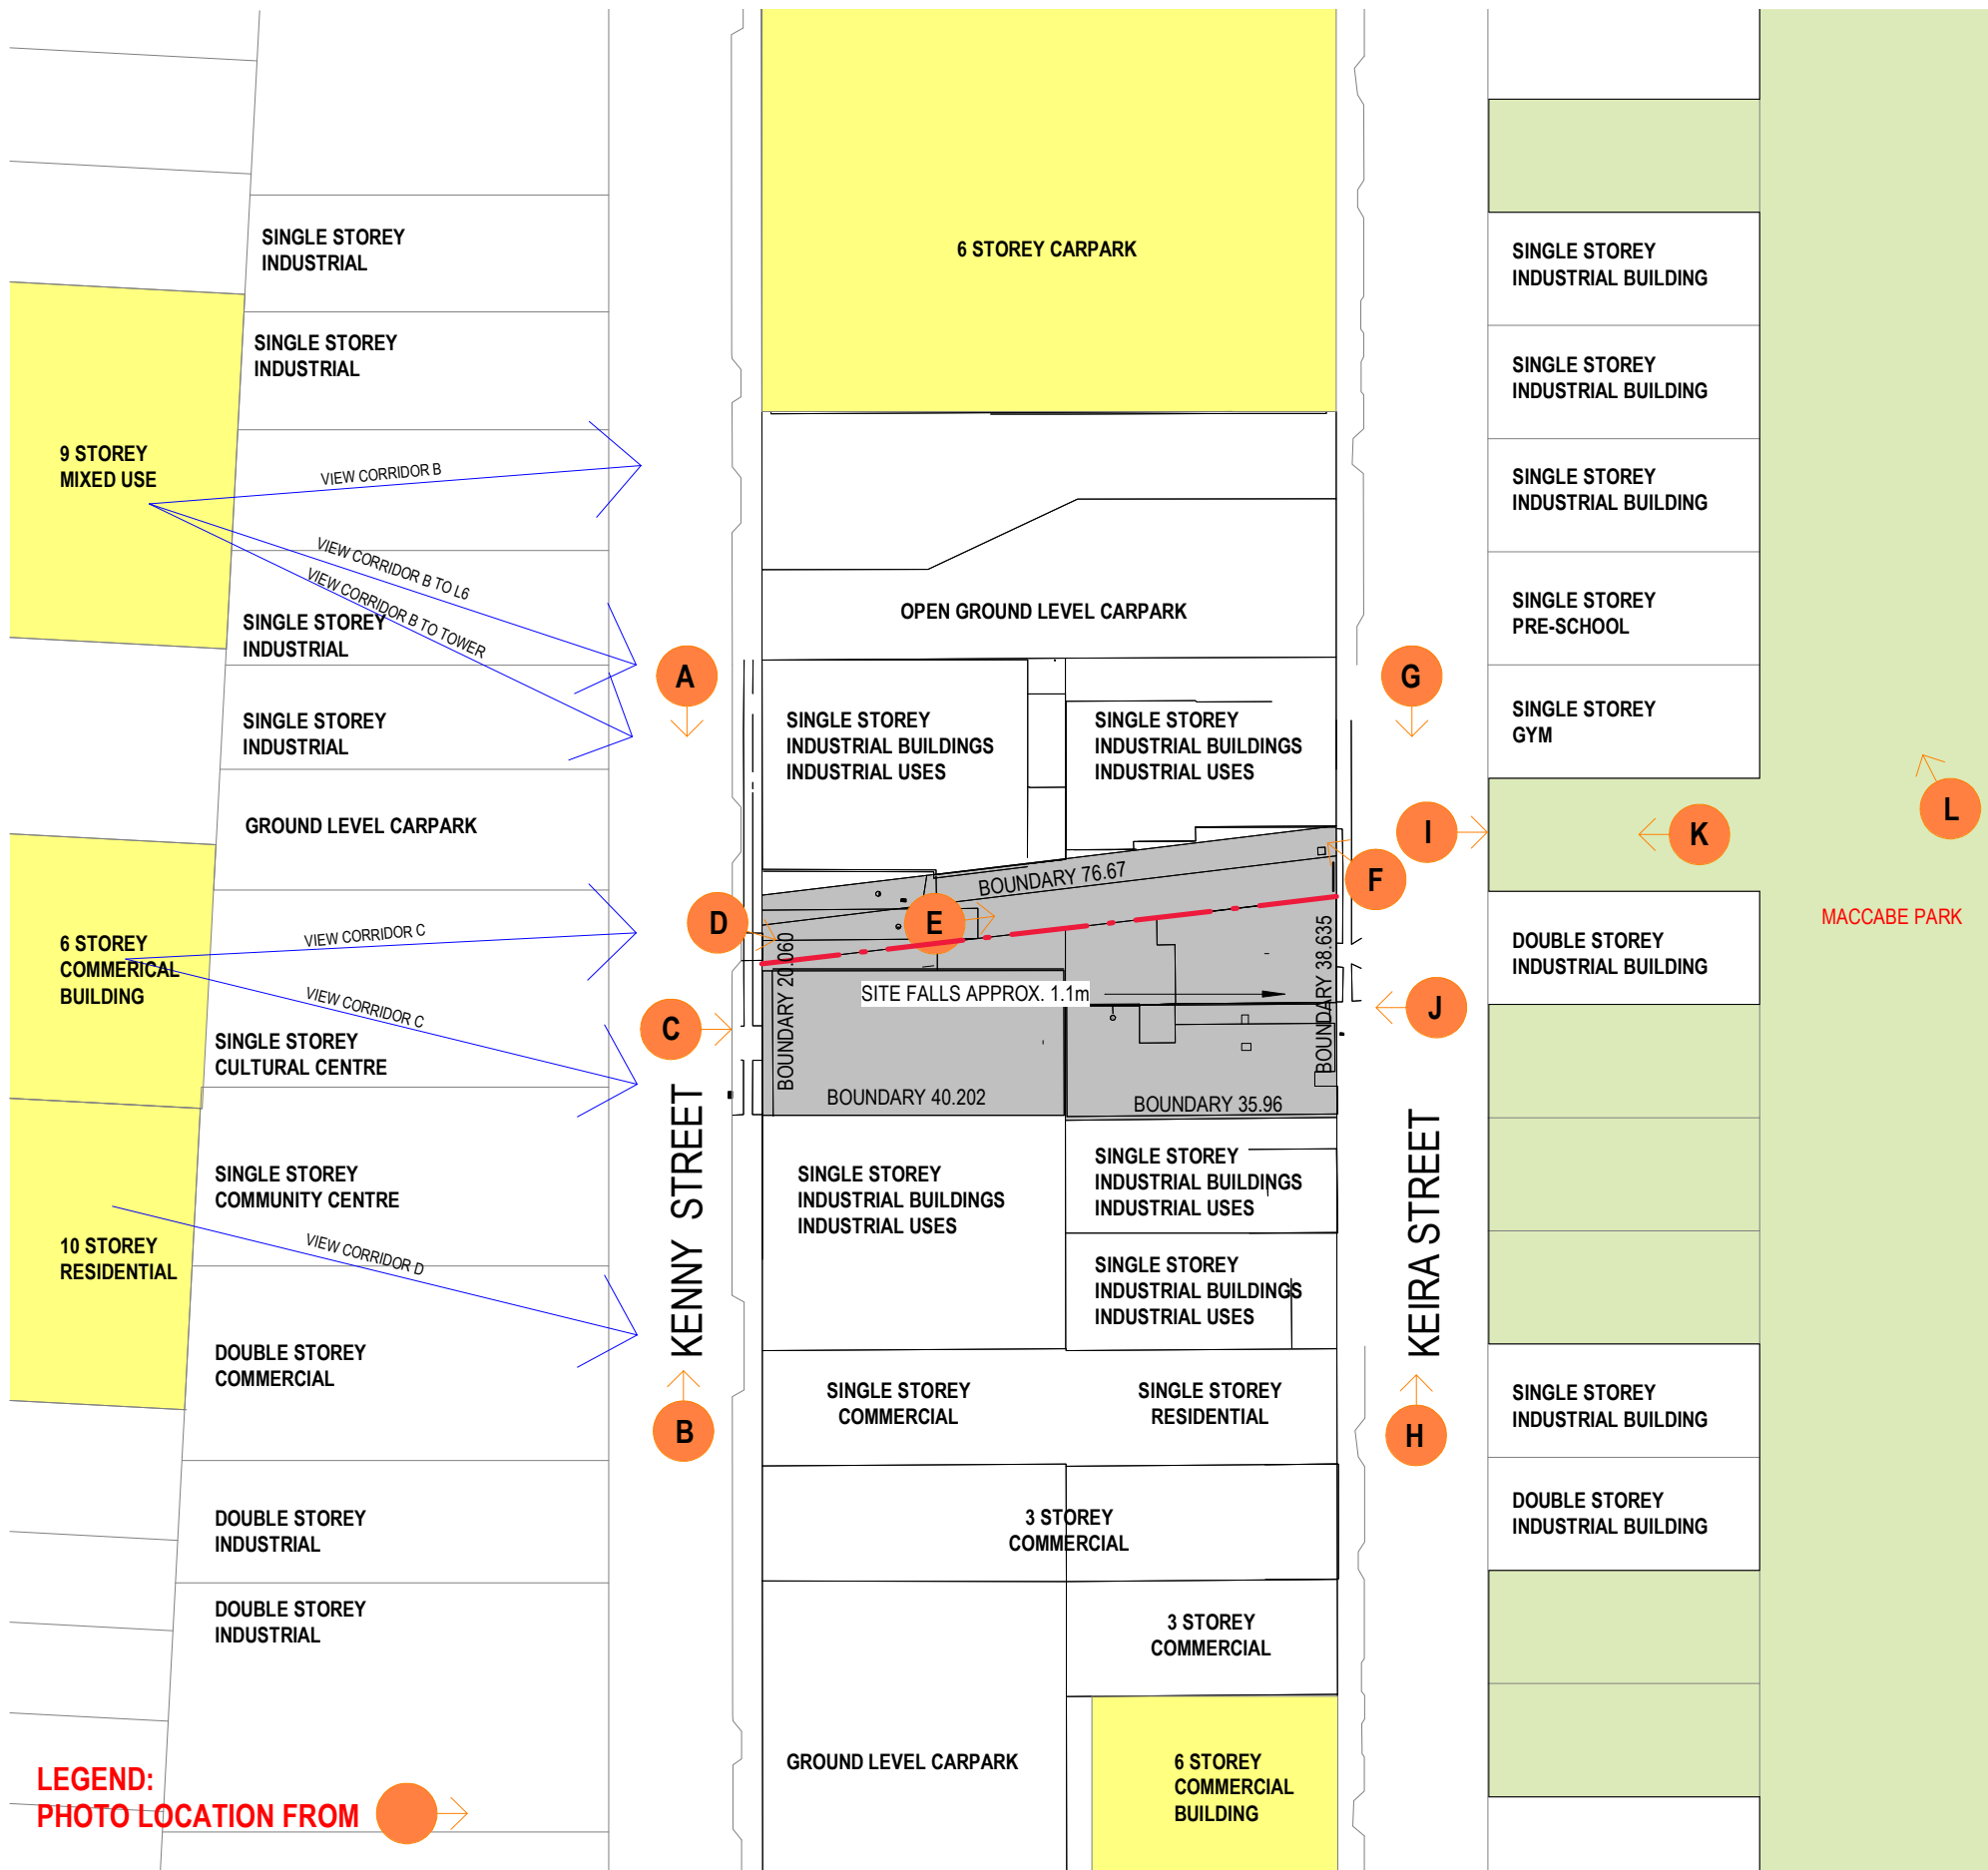 SINGLE STOREY
INDUSTRIAL
SINGLE STOREY
INDUSTRIAL
9 STOREY
MIXED USE
VIEW CORRIDOR B
VIEW CORRIDOR B TO L6
VIEW CORRIDOR B TO TOWER
SINGLE STOREY
INDUSTRIAL
SINGLE STOREY
INDUSTRIAL
GROUND LEVEL CARPARK
6 STOREY
COMMERICAL
BUILDING
VIEW CORRIDOR C
VIEW CORRIDOR C
SINGLE STOREY
CULTURAL CENTRE
SINGLE STOREY
COMMUNITY CENTRE
10 STOREY
RESIDENTIAL
VIEW CORRIDOR D
DOUBLE STOREY
COMMERCIAL
DOUBLE STOREY
INDUSTRIAL
DOUBLE STOREY
INDUSTRIAL
LEGEND:
PHOTO LOCATION FROM
A
D
C
KENNY STREET
B
6 STOREY CARPARK
OPEN GROUND LEVEL CARPARK
SINGLE STOREY
INDUSTRIAL BUILDINGS
INDUSTRIAL USES
SINGLE STOREY
INDUSTRIAL BUILDINGS
INDUSTRIAL USES
BOUNDARY 76.67
E
BOUNDARY 20.060
SITE FALLS APPROX. 1.1m
BOUNDARY 38.635
BOUNDARY 40.202
BOUNDARY 35.96
SINGLE STOREY
INDUSTRIAL BUILDINGS
INDUSTRIAL USES
SINGLE STOREY
INDUSTRIAL BUILDINGS
INDUSTRIAL USES
SINGLE STOREY
INDUSTRIAL BUILDINGS
INDUSTRIAL USES
SINGLE STOREY
COMMERCIAL
SINGLE STOREY
RESIDENTIAL
3 STOREY
COMMERCIAL
3 STOREY
COMMERCIAL
GROUND LEVEL CARPARK
6 STOREY
COMMERCIAL
BUILDING
G
I
F
J
KEIRA STREET
H
SINGLE STOREY
INDUSTRIAL BUILDING
SINGLE STOREY
INDUSTRIAL BUILDING
SINGLE STOREY
INDUSTRIAL BUILDING
SINGLE STOREY
PRE-SCHOOL
SINGLE STOREY
GYM
K
L
MACCABE PARK
DOUBLE STOREY
INDUSTRIAL BUILDING
SINGLE STOREY
INDUSTRIAL BUILDING
DOUBLE STOREY
INDUSTRIAL BUILDING